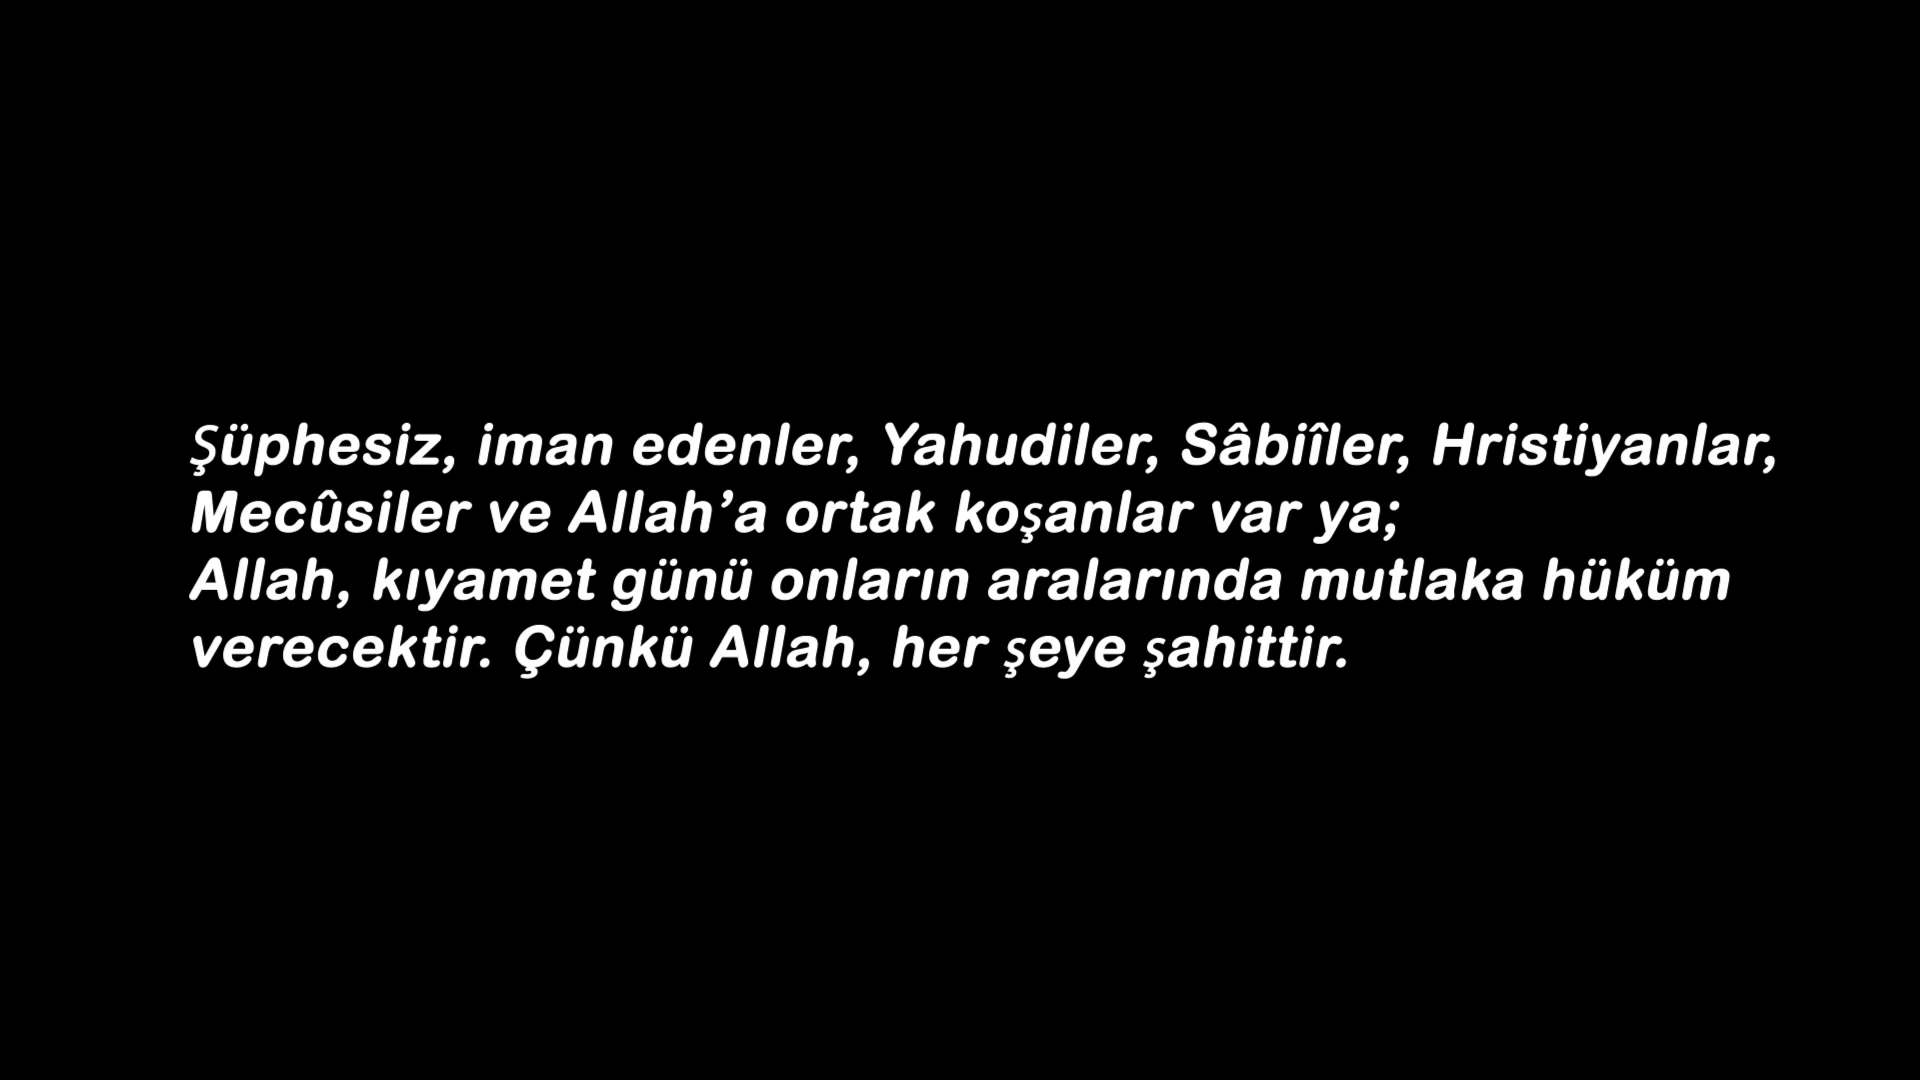 Şüphesiz, iman edenler, Yahudiler, Sâbiîler, Hristiyanlar,
Mecûsiler ve Allah’a ortak koşanlar var ya;
Allah, kıyamet günü onların aralarında mutlaka hüküm
verecektir. Çünkü Allah, her şeye şahittir.